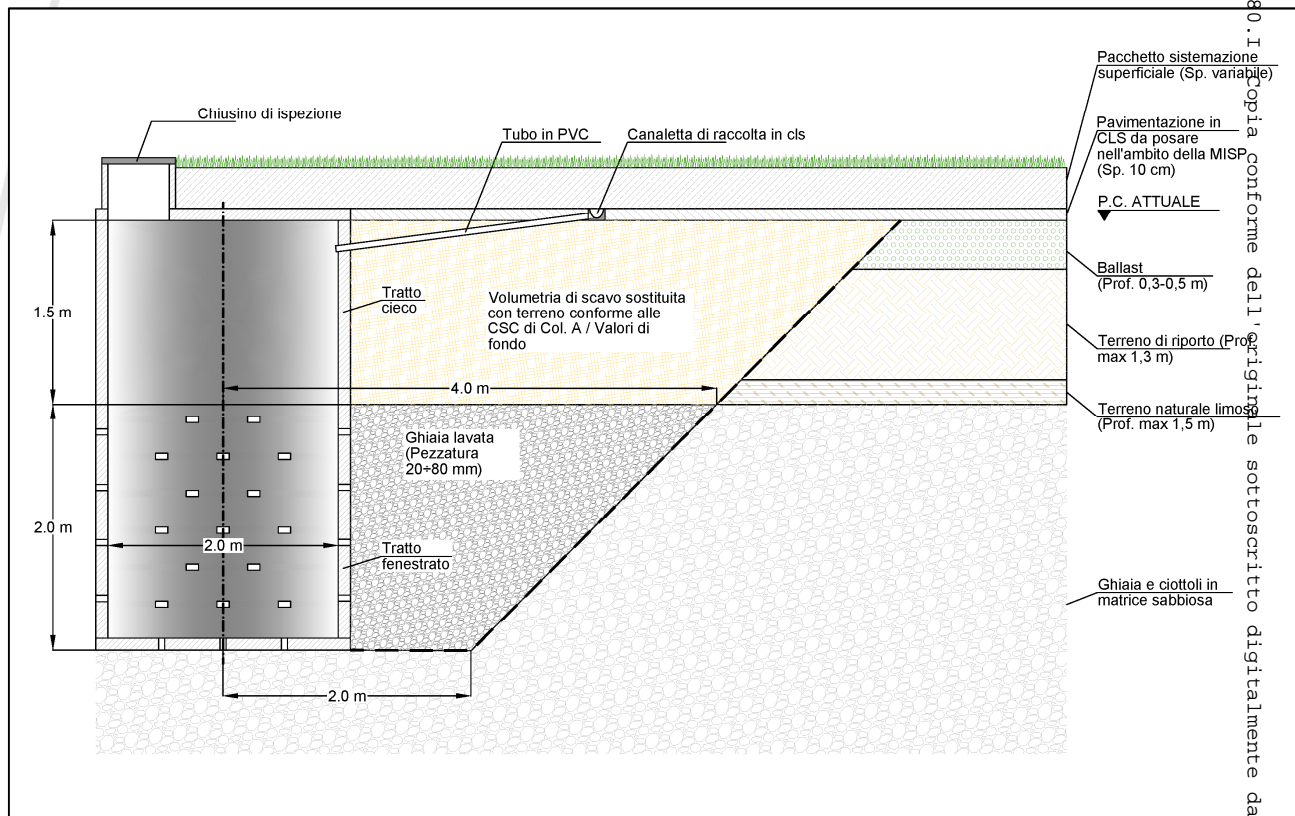 Chiusino di ispezione
Tubo in PVC
Canaletta di raccolta in cls
Pacchetto sistemazione
superficiale (Sp. variabile)
Pavimentazione in
CLS da posare
nell'ambito della MISP
(Sp. 10 cm)
P.C. ATTUALE
Ballast
(Prof. 0,3-0,5 m)
Terreno di riporto (Prof.
max 1,3 m)
Terreno naturale limoso
(Prof. max 1,5 m)
Ghiaia e ciottoli in
matrice sabbiosa
1.5 m
Tratto
cieco
Volumetria di scavo sostituita
con terreno conforme alle
CSC di Col. A / Valori di
fondo
4.0 m
Ghiaia lavata
(Pezzatura
20÷80 mm)
2.0 m
2.0 m
Tratto
fenestrato
2.0 m
80.I Copia conforme dell'originale sottoscritto digitalmente da